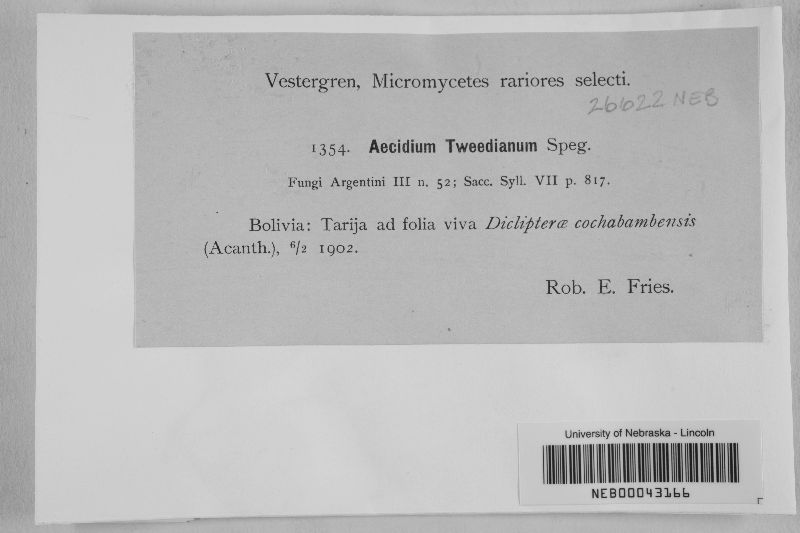 Vestergren, Micromycetes rariores selecti.
26622 NEB
1354. Aecidium Tweedianum Speg.
Fungi Argentini III n. 52; Sacc. Syll. VII p. 817.
Bolivia: Tarija ad folia viva Diclipteræ cochabambensis
(Acanth.), 6/2 1902.
Rob. E. Fries.
University of Nebraska - Lincoln
NEB00043166